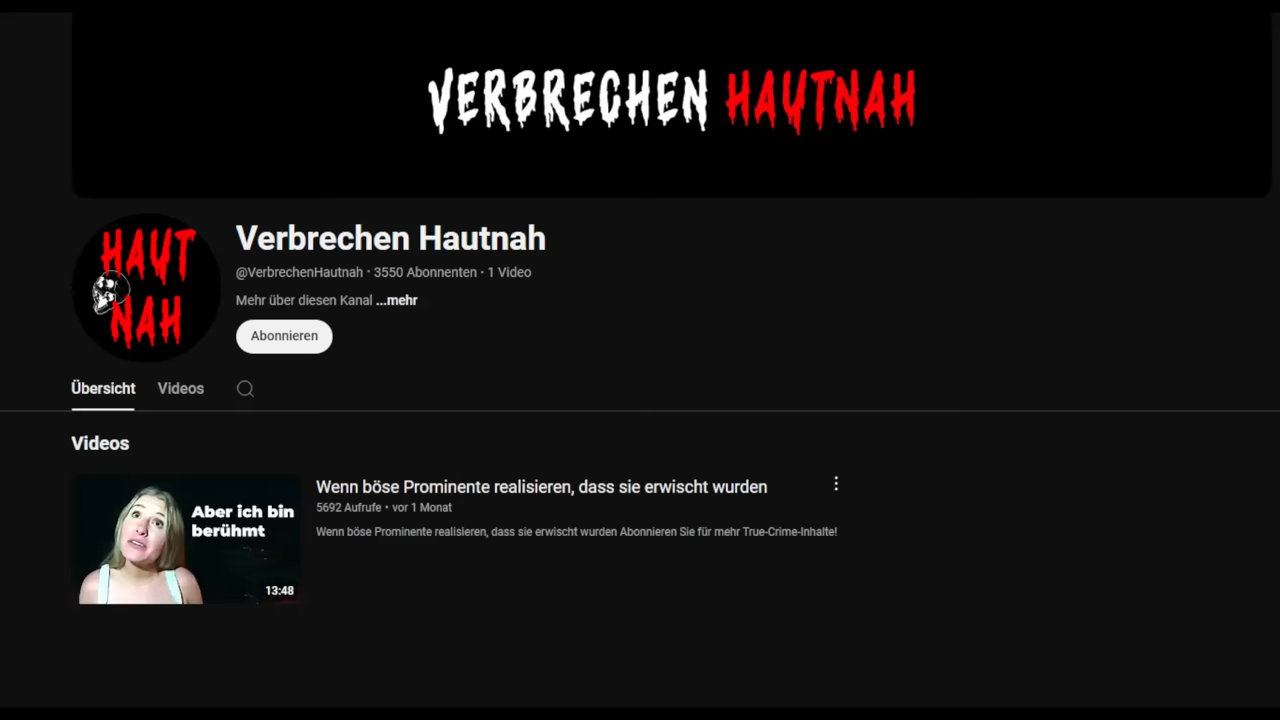 VERBRECHEN HAUTNAH
HAUT
NAH
Verbrechen Hautnah
@VerbrechenHautnah · 3550 Abonnenten · 1 Video
Mehr über diesen Kanal ...mehr
Abonnieren
Übersicht Videos
Videos
Aber ich bin
berühmt
13:48
Wenn böse Prominente realisieren, dass sie erwischt wurden
5692 Aufrufe • vor 1 Monat
Wenn böse Prominente realisieren, dass sie erwischt wurden Abonnieren Sie für mehr True-Crime-Inhalte!